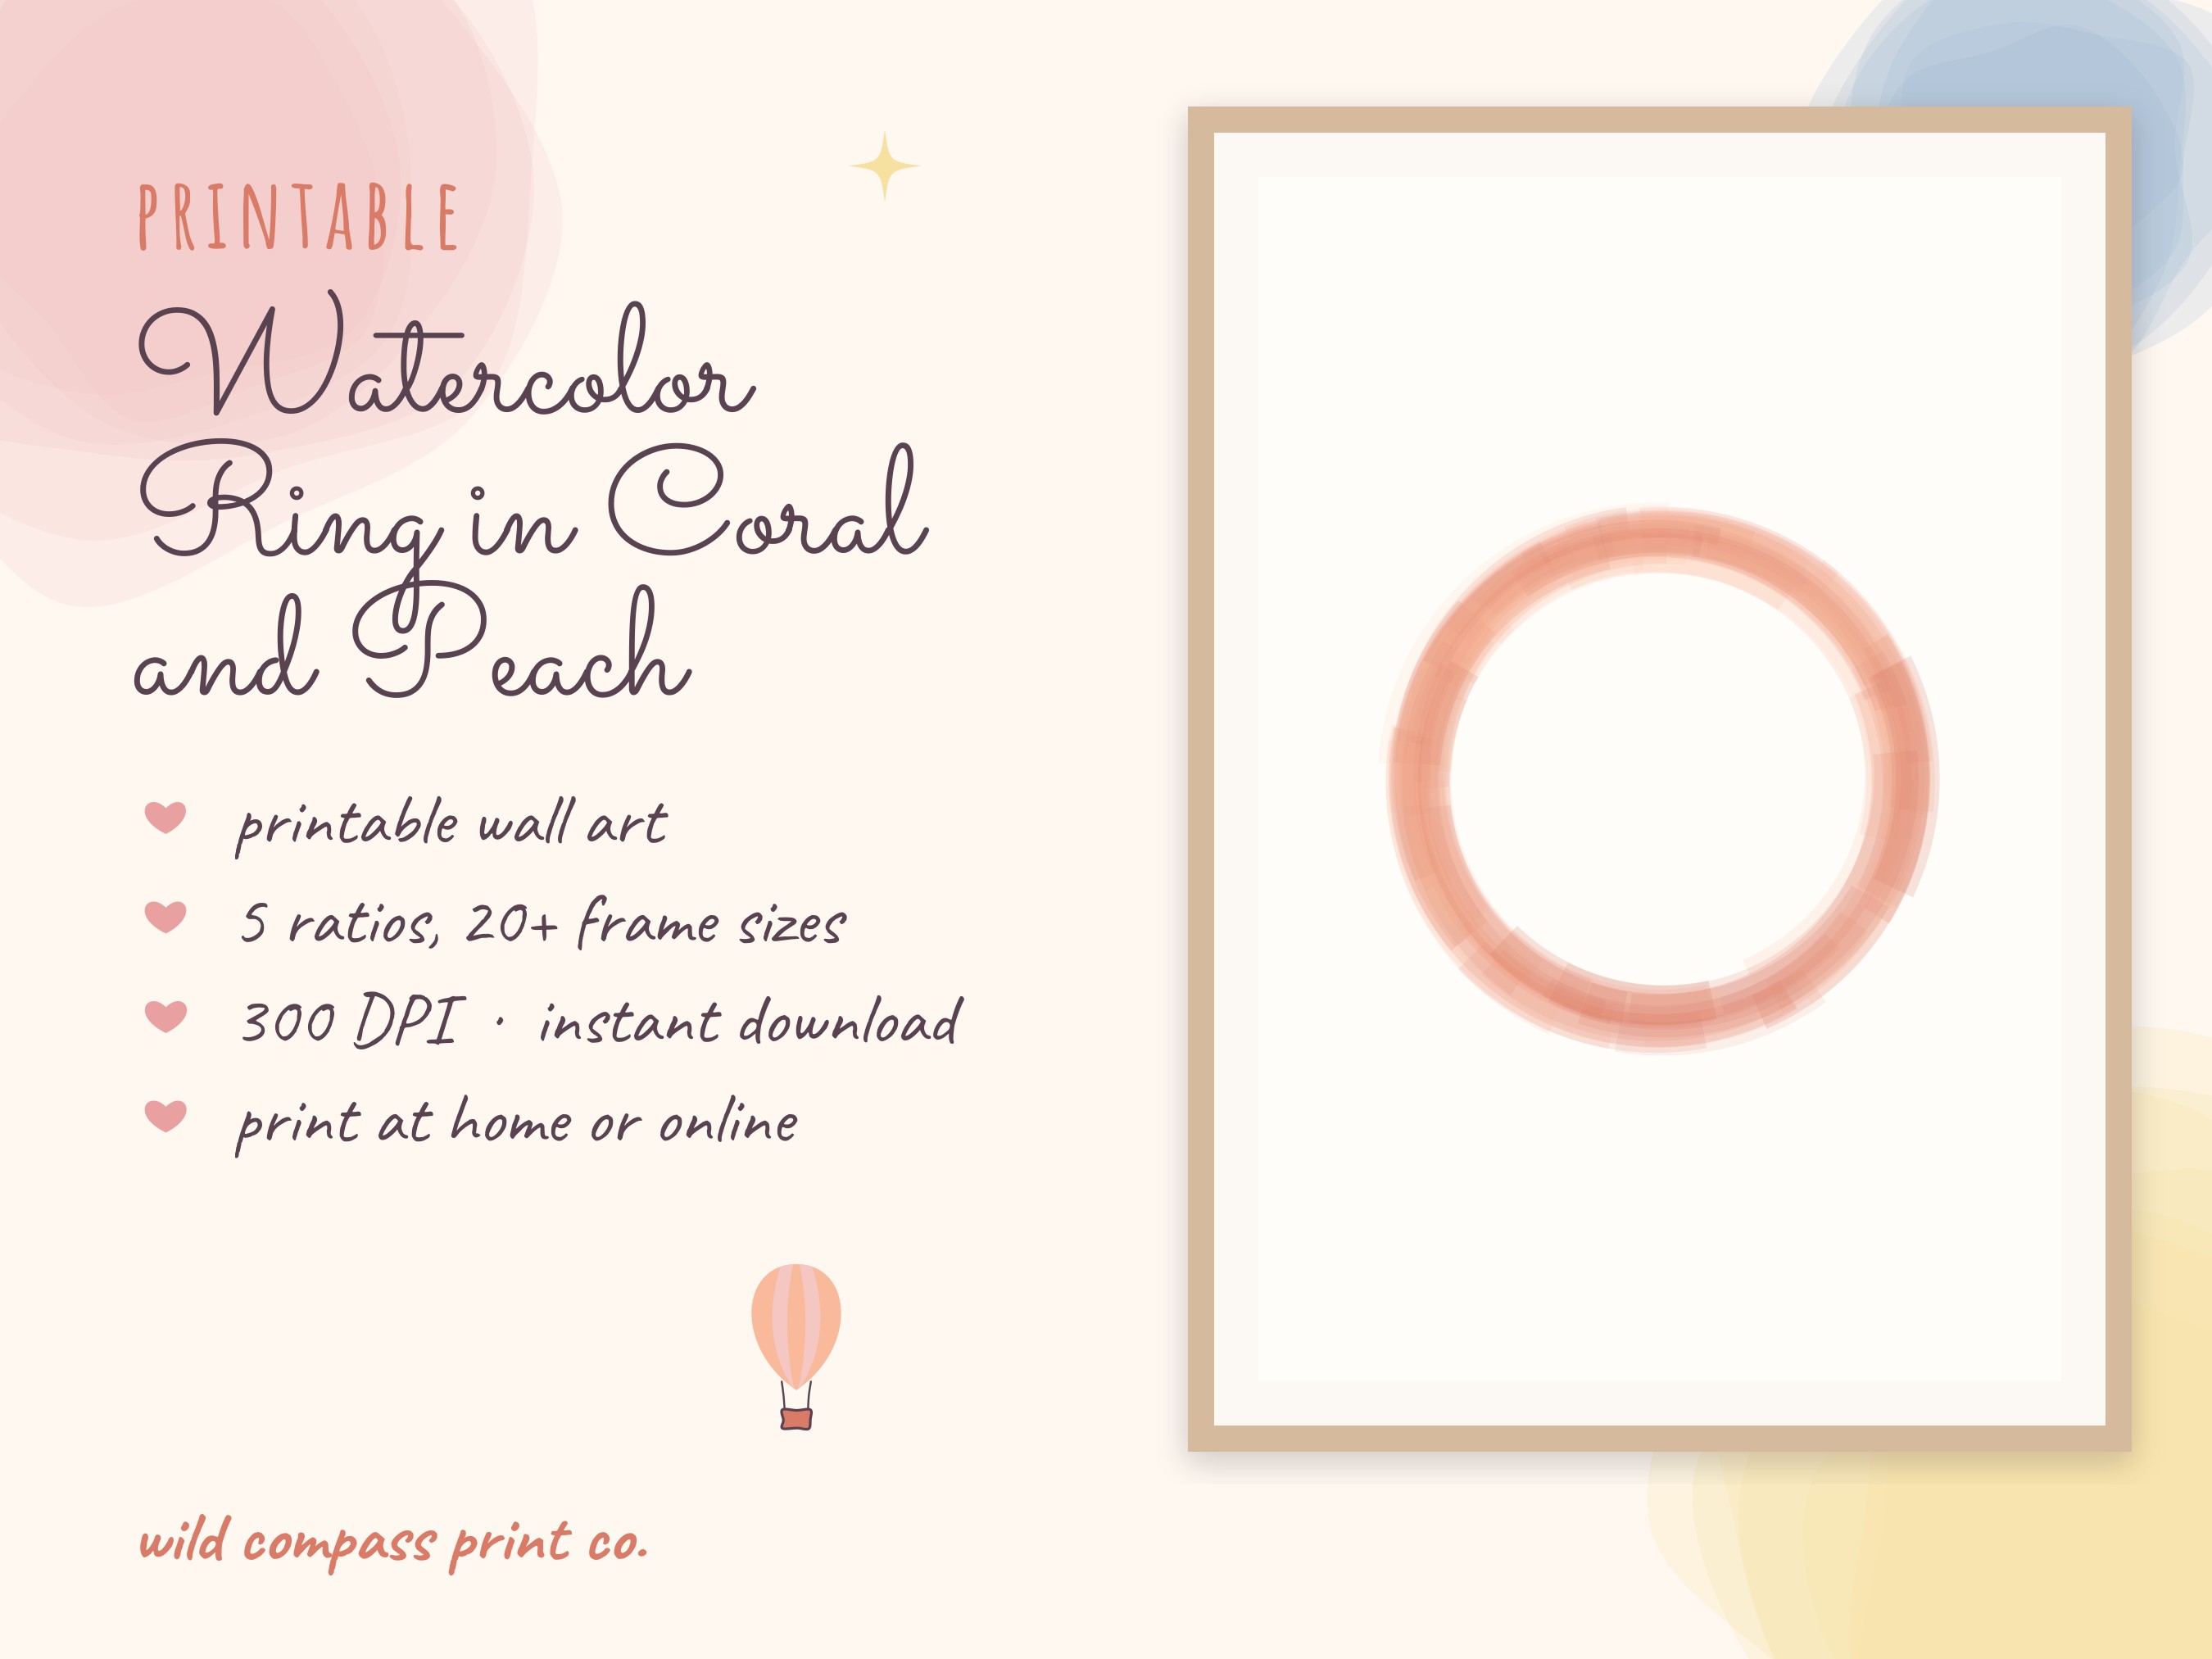 PRINTABLE
Watercolor
Ring in Coral
and Peach
printable wall art
5 ratios, 20+ frame sizes
300 DPI · instant download
print at home or online
wild compass print co.